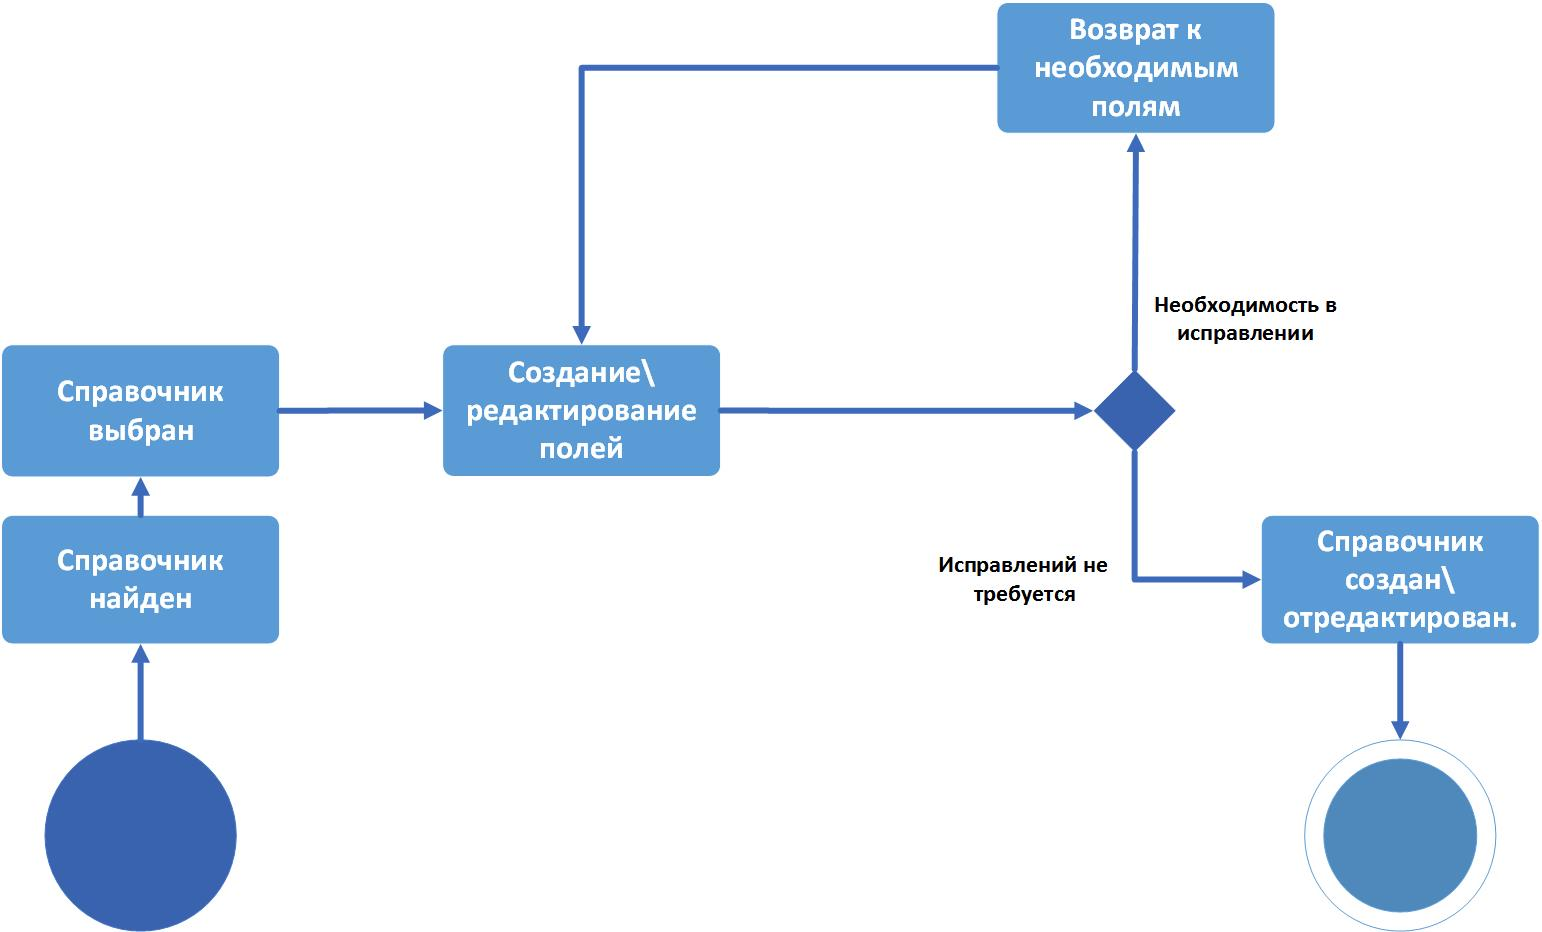 Возврат к
необходимым
полям
Необходимость в
исправлении
Справочник
выбран
Создание\
редактирование
полей
Справочник
найден
Исправлений не
требуется
Справочник
создан\
отредактирован.